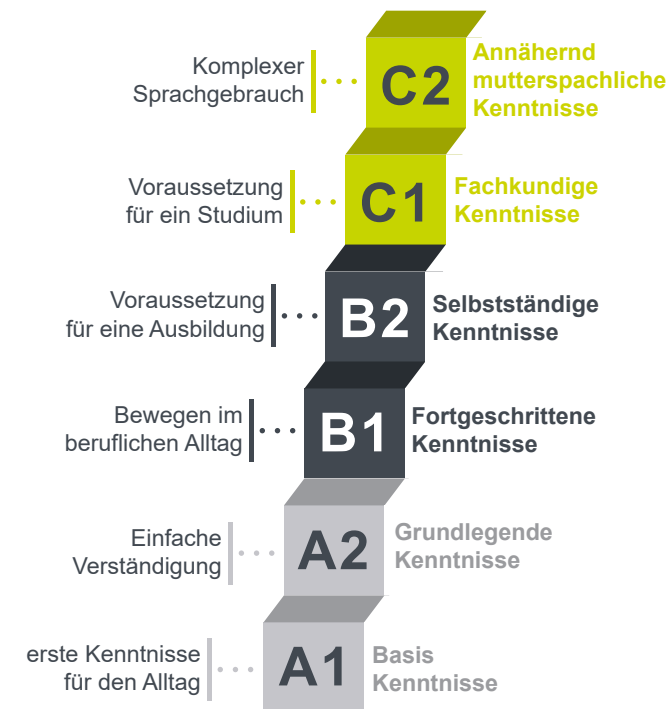 Komplexer
Sprachgebrauch
C2
Annähernd
mutterspachliche
Kenntnisse
Voraussetzung
für ein Studium
C1
Fachkundige
Kenntnisse
Voraussetzung
für eine Ausbildung
B2
Selbstständige
Kenntnisse
Bewegen im
beruflichen Alltag
B1
Fortgeschrittene
Kenntnisse
Einfache
Verständigung
A2
Grundlegende
Kenntnisse
erste Kenntnisse
für den Alltag
A1
Basis
Kenntnisse